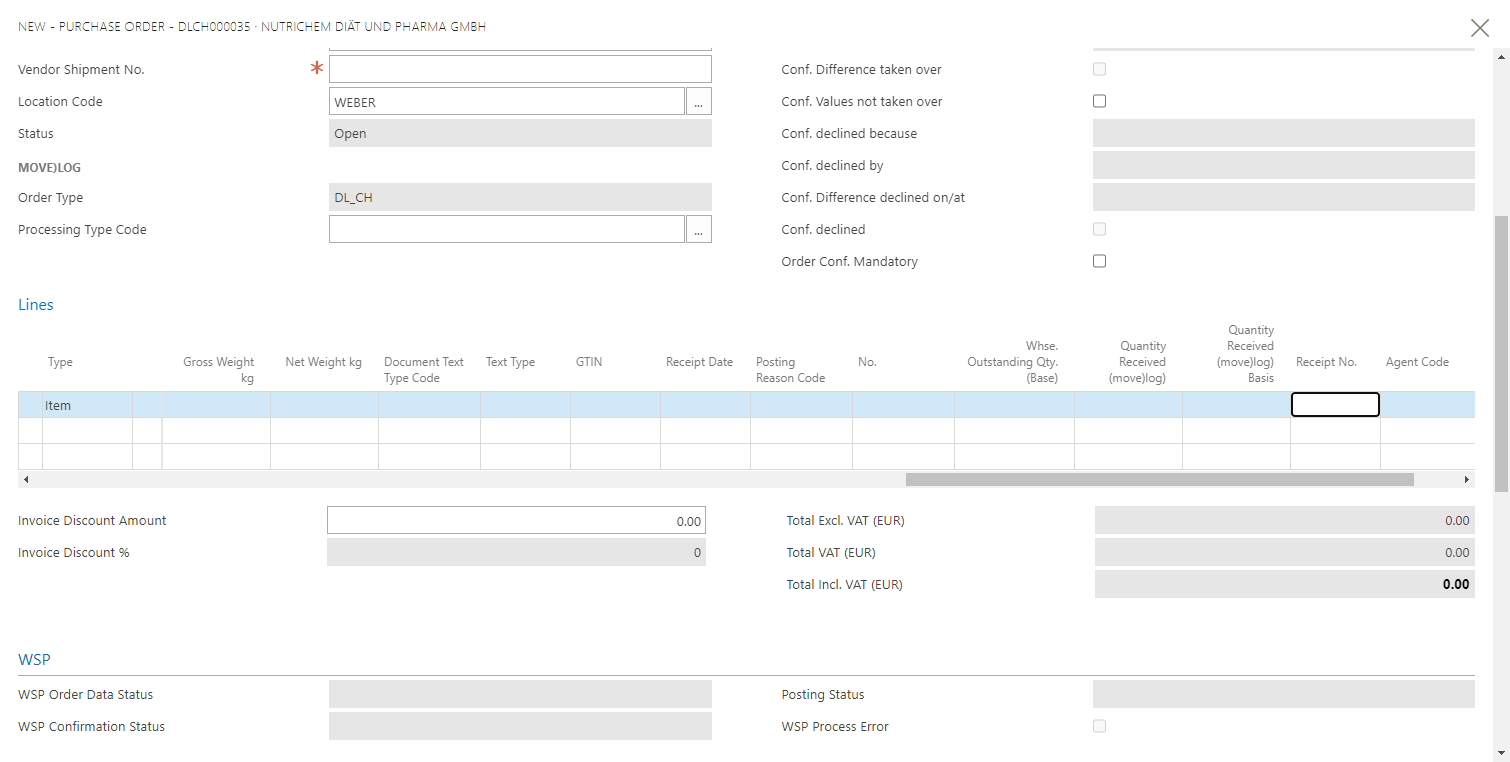 NEW - PURCHASE ORDER - DLCH000035 · NUTRICHEM DIÄT UND PHARMA GMBH
Vendor Shipment No. *
Location Code WEBER ...
Status Open
MOVE)LOG
Order Type DL_CH
Processing Type Code ...
Conf. Difference taken over
Conf. Values not taken over
Conf. declined because
Conf. declined by
Conf. Difference declined on/at
Conf. declined
Order Conf. Mandatory
Lines
Type
Gross Weight kg
Net Weight kg
Document Text Type Code
Text Type
GTIN
Receipt Date
Posting Reason Code
No.
Whse. Outstanding Qty. (Base)
Quantity Received (move)log)
Quantity Received (move)log) Basis
Receipt No.
Agent Code
Item
Invoice Discount Amount 0.00
Invoice Discount % 0
Total Excl. VAT (EUR) 0.00
Total VAT (EUR) 0.00
Total Incl. VAT (EUR) 0.00
WSP
WSP Order Data Status
WSP Confirmation Status
Posting Status
WSP Process Error